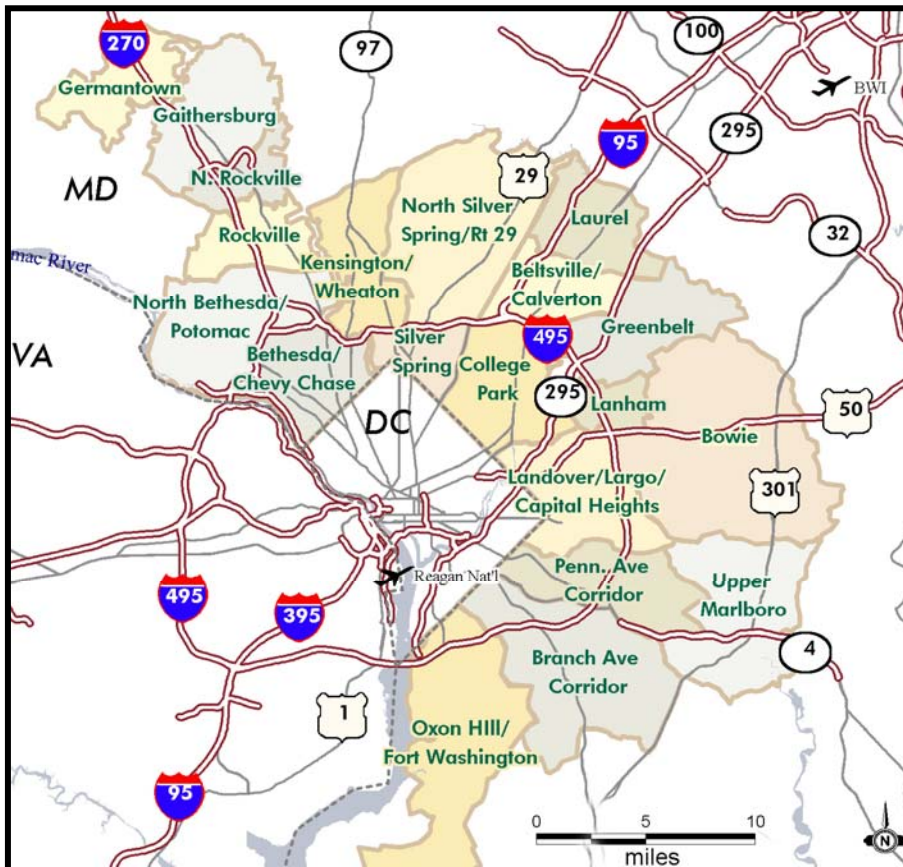 100
270
97
Germantown
BWI
Gaithersburg
295
95
N. Rockville
29
MD
North Silver
Spring/Rt 29
Laurel
32
Rockville
mac River
Kensington/
Wheaton
Beltsville/
Calverton
North Bethesda/
Potomac
Greenbelt
495
VA
Bethesda/
Chevy Chase
Silver
Spring
College
Park
295
Lanham
50
DC
Bowie
Landover/Largo/
Capital Heights
301
Reagan Nat'l
Penn. Ave
Corridor
Upper
Marlboro
495
395
4
Branch Ave
Corridor
1
Oxon HIll/
Fort Washington
95
0 5 10
miles
N